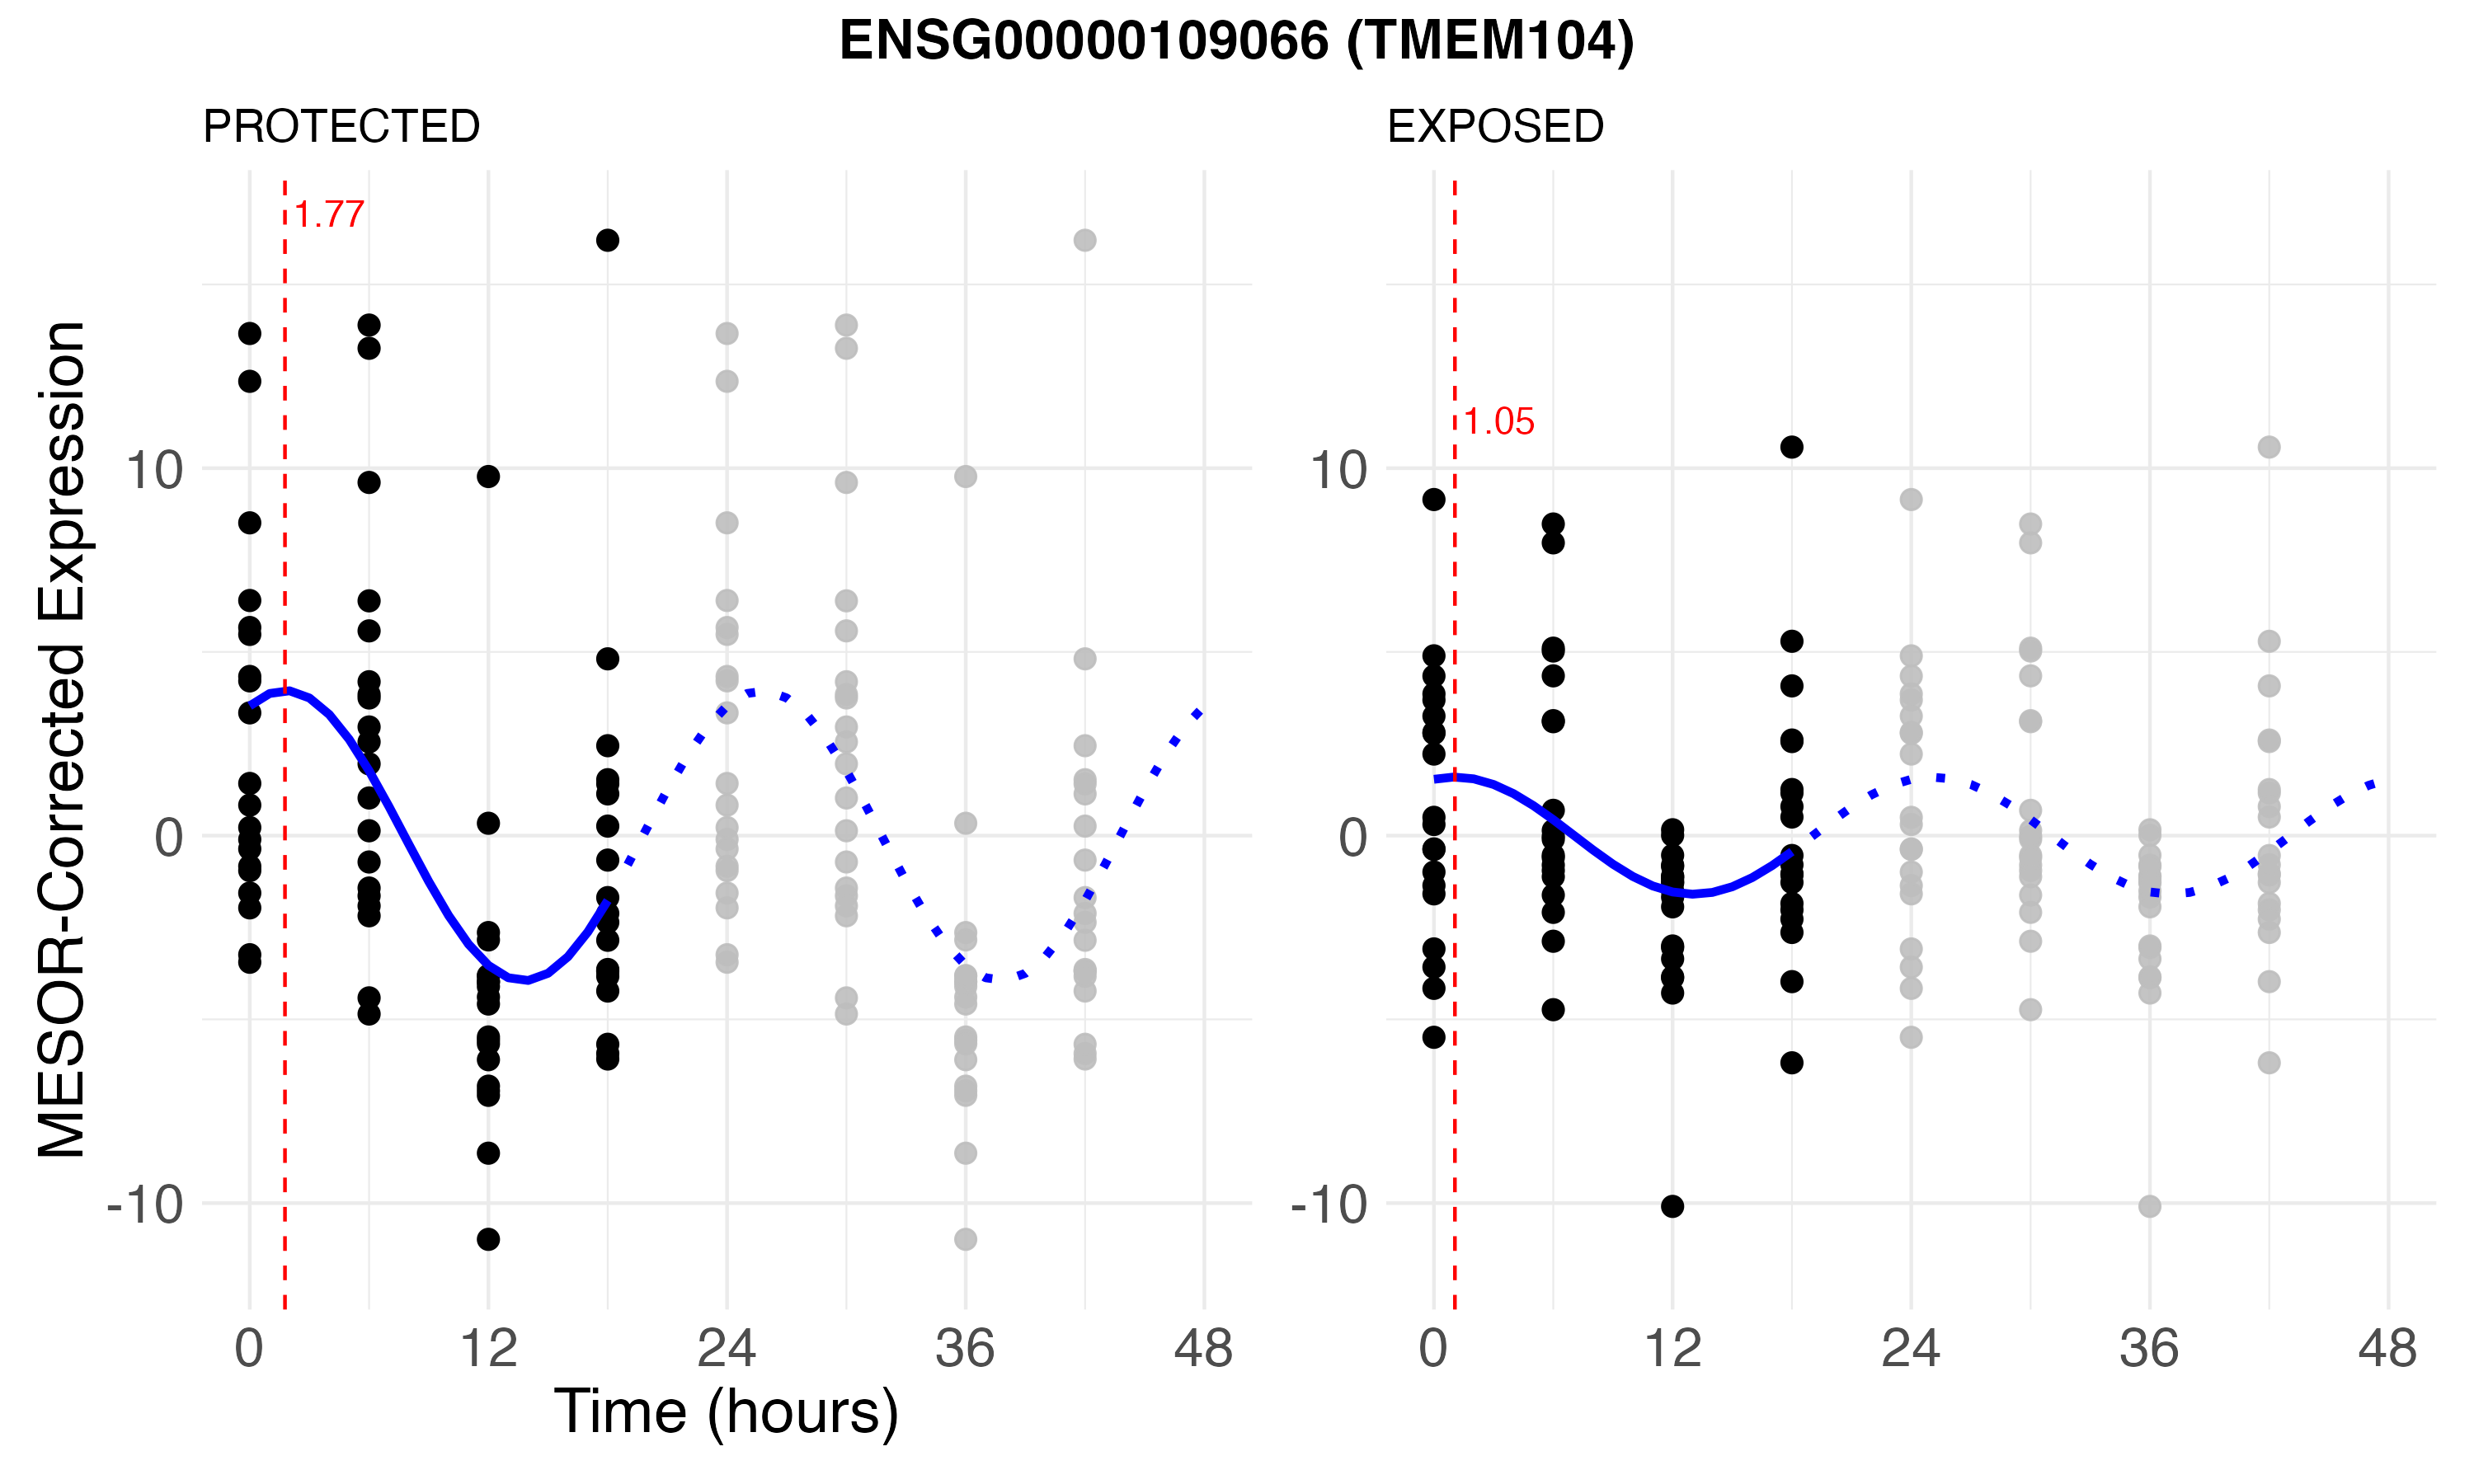 ENSG00000109066 (TMEM104)
PROTECTED
EXPOSED
MESOR-Corrected Expression
1.77
1.05
10
0
-10
10
0
-10
0 12 24 36 48
0 12 24 36 48
Time (hours)